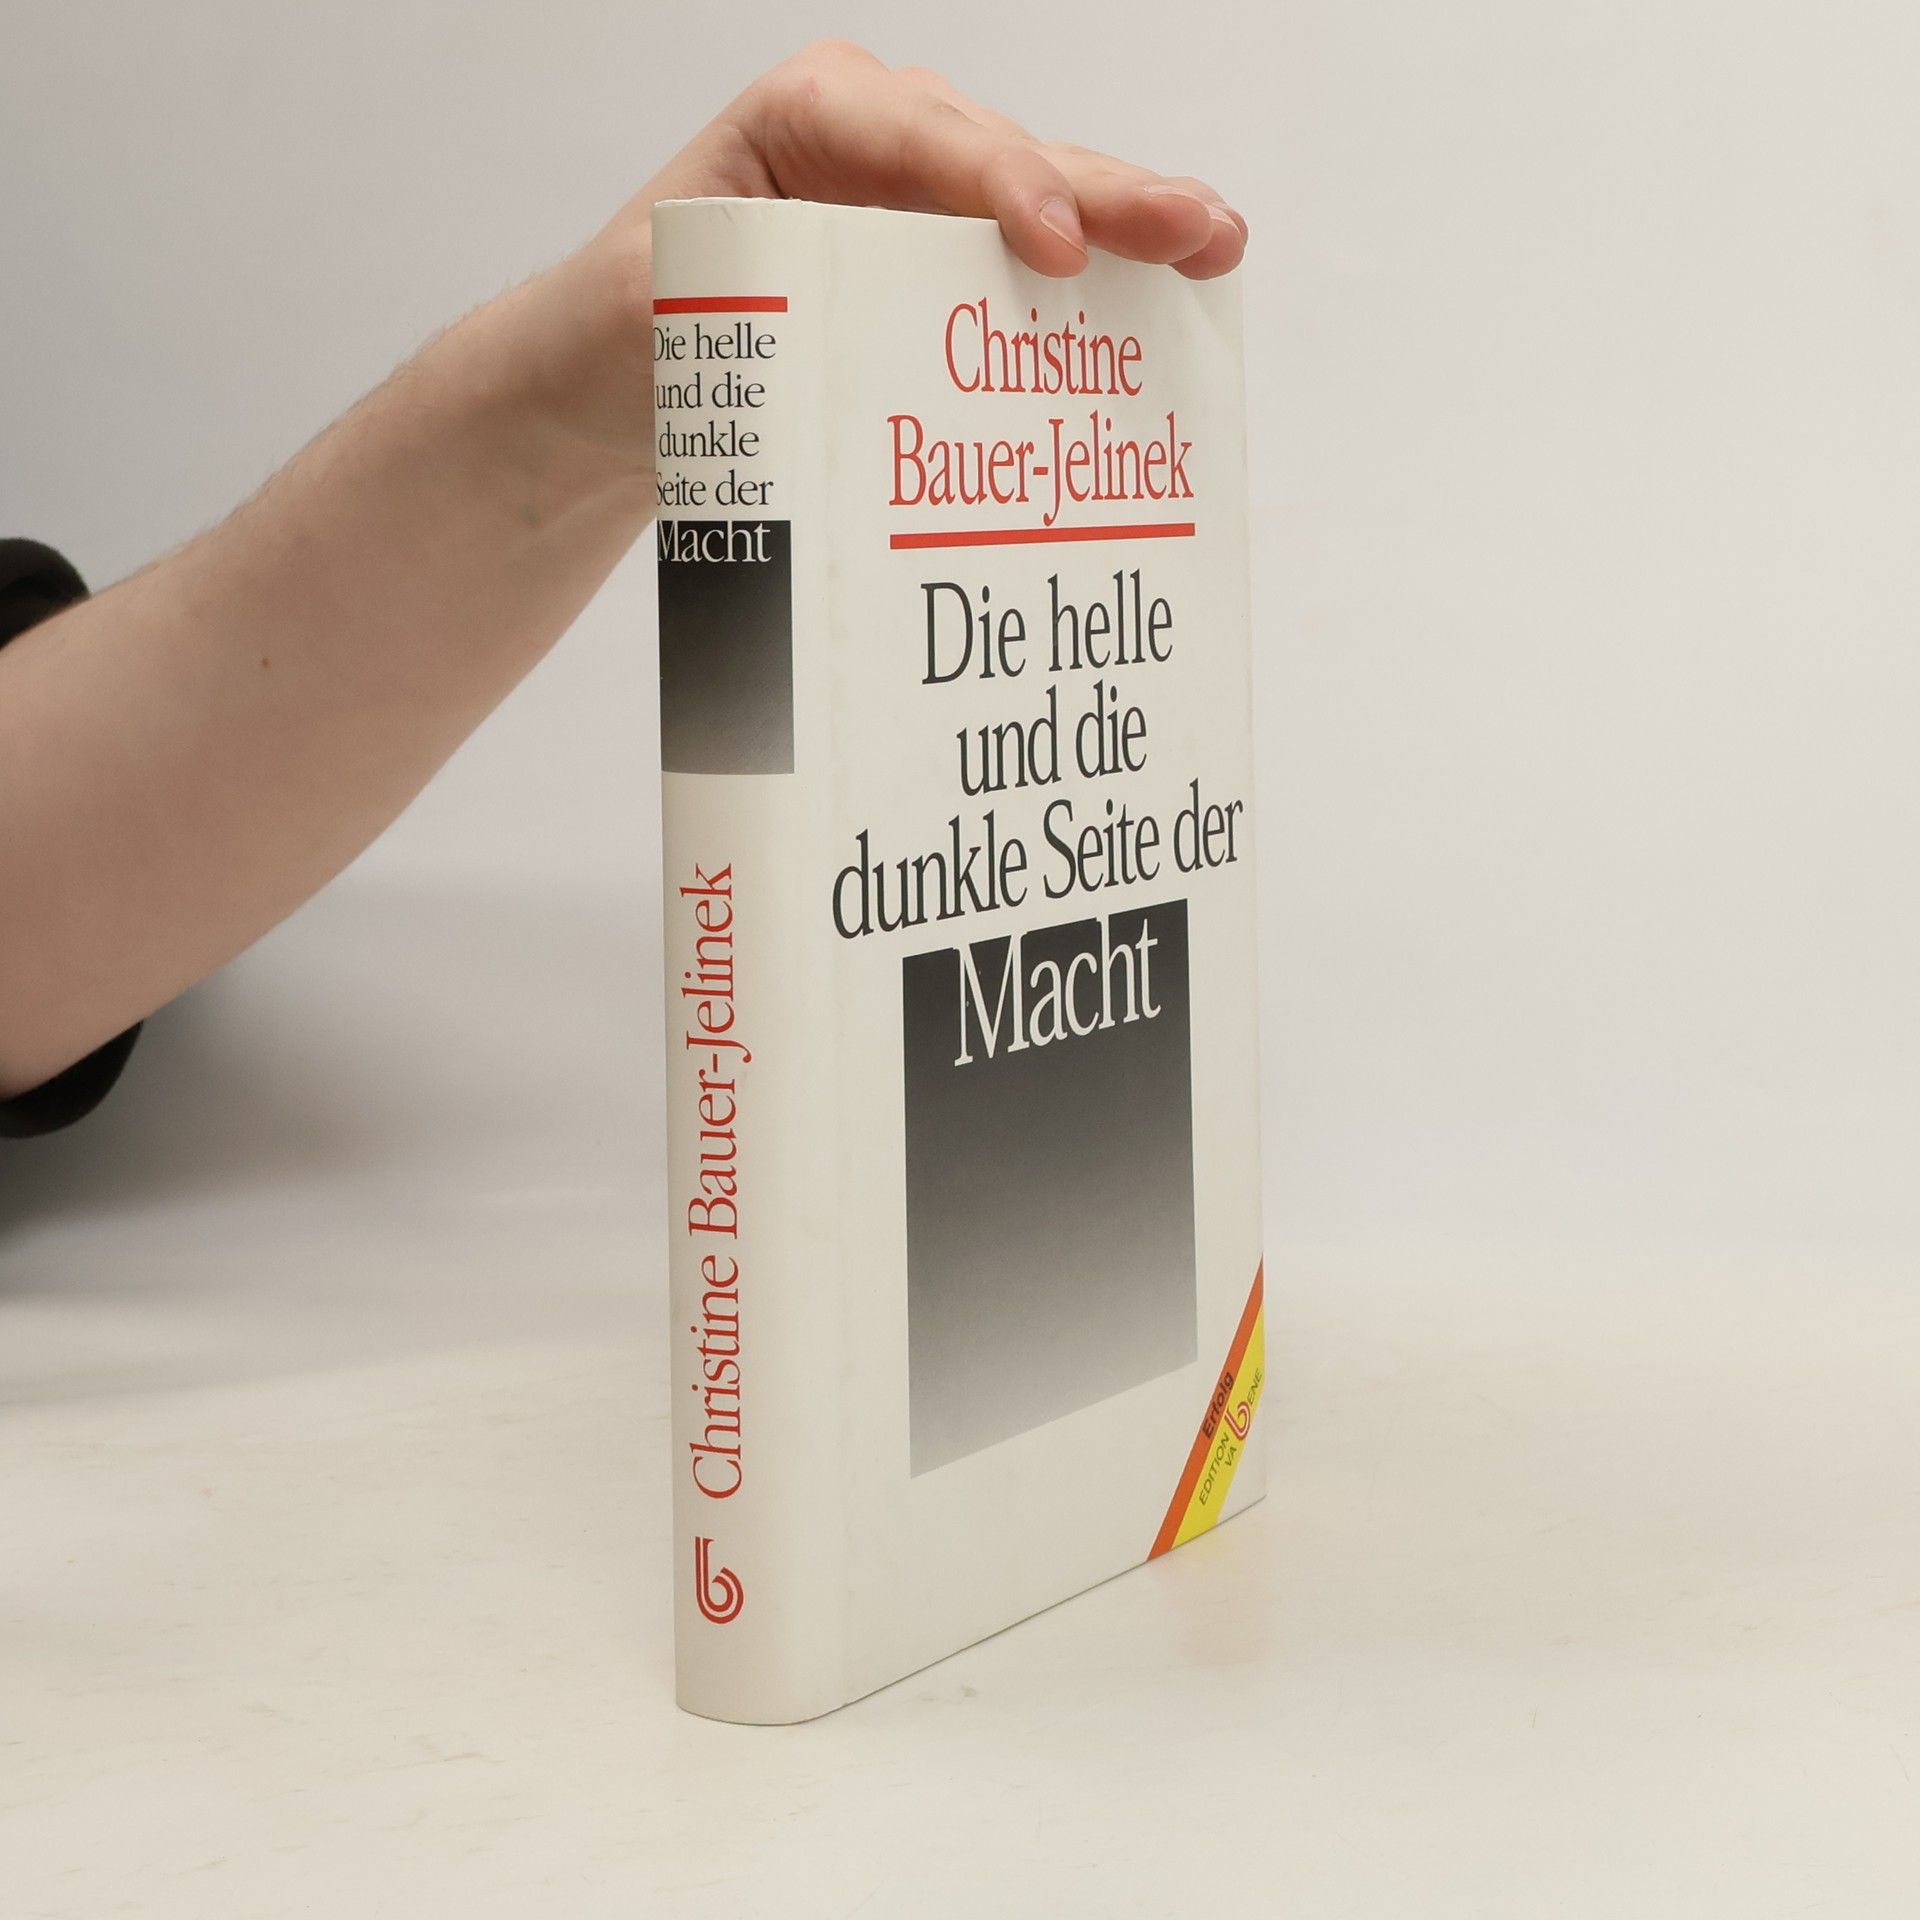 Die helle
und die
dunkle
Seite der
Macht
Christine Bauer-Jelinek
Christine
Bauer-Jelinek
Die helle
und die
dunkle Seite der
Macht
Erfolg
EDITION
VA bENE